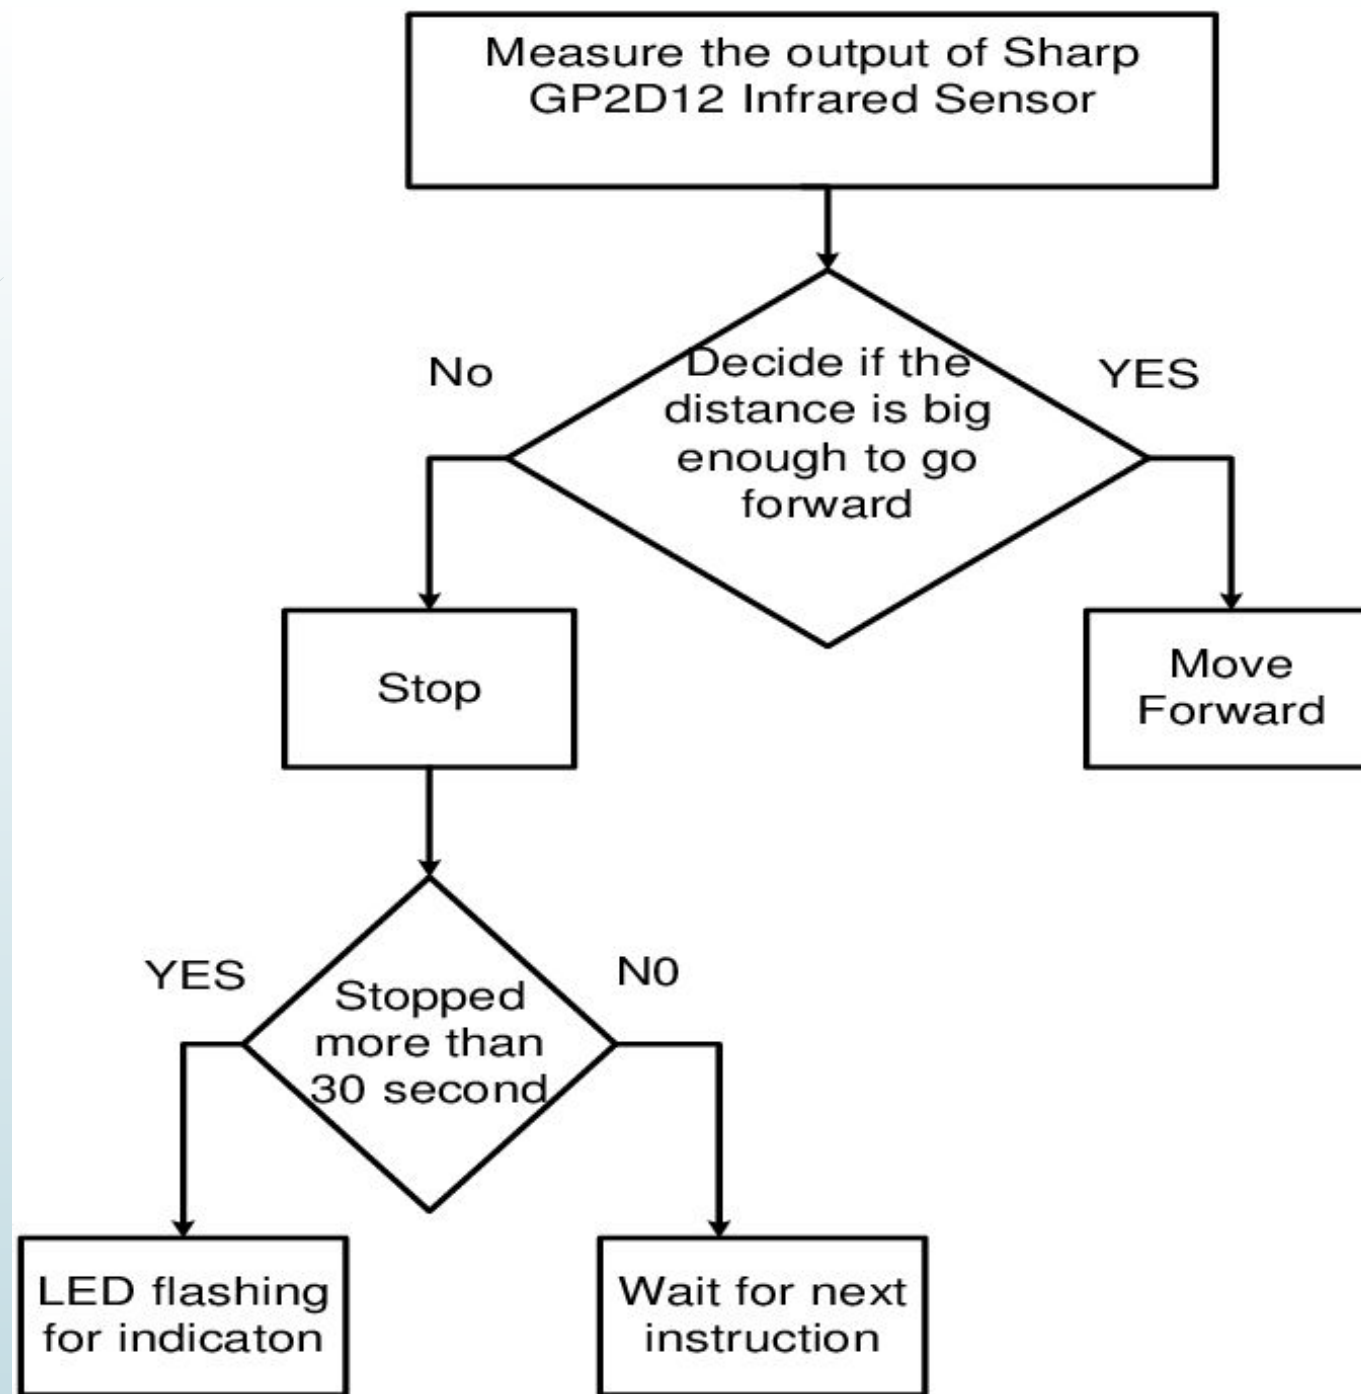 Measure the output of Sharp
GP2D12 Infrared Sensor
No
Decide if the
distance is big
enough to go
forward
YES
Stop
Move
Forward
YES
Stopped
more than
30 second
N0
LED flashing
for indicaton
Wait for next
instruction